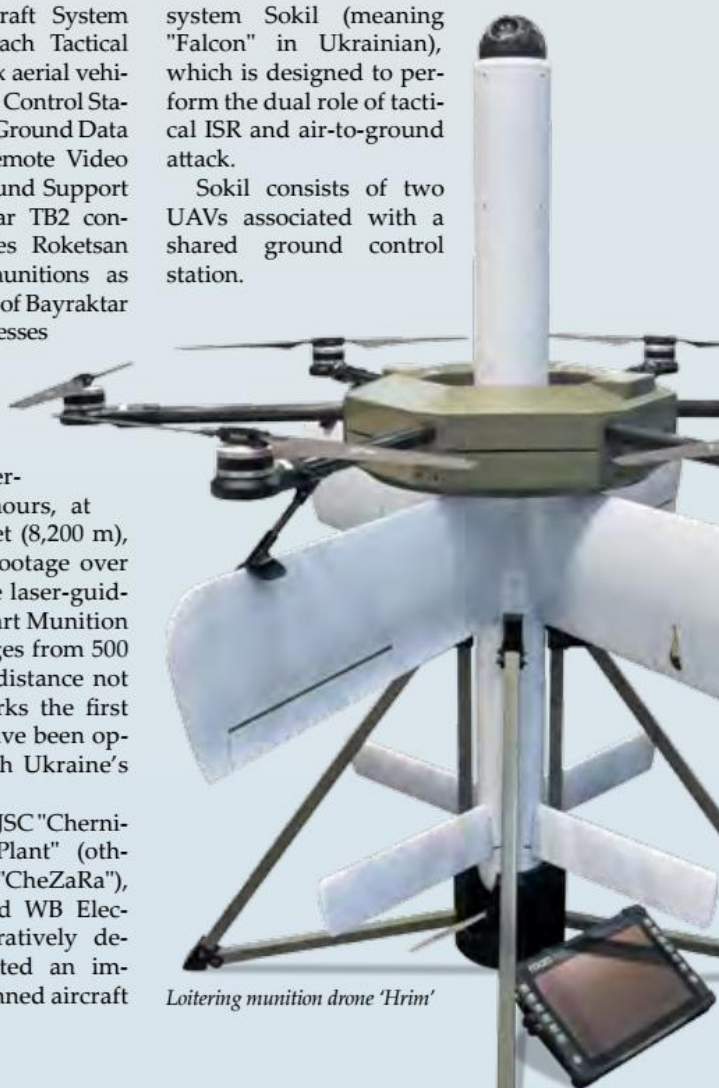 raft System
ach Tactical
x aerial vehi-
Control Sta-
Ground Data
emote Video
und Support
ar TB2 con-
es Roketsan
unitions as
of Bayraktar
esses
er-
hours, at
et (8,200 m),
ootage over
e laser-guid-
art Munition
ges from 500
distance not
rks the first
ave been op-
h Ukraine's
JSC "Cherni-
Plant" (oth-
"CheZaRa"),
d WB Elec-
ratively de-
ted an im-
nned aircraft
system Sokil (meaning
"Falcon" in Ukrainian),
which is designed to per-
form the dual role of tacti-
cal ISR and air-to-ground
attack.
Sokil consists of two
UAVs associated with a
shared ground control
station.
Loitering munition drone 'Hrim'